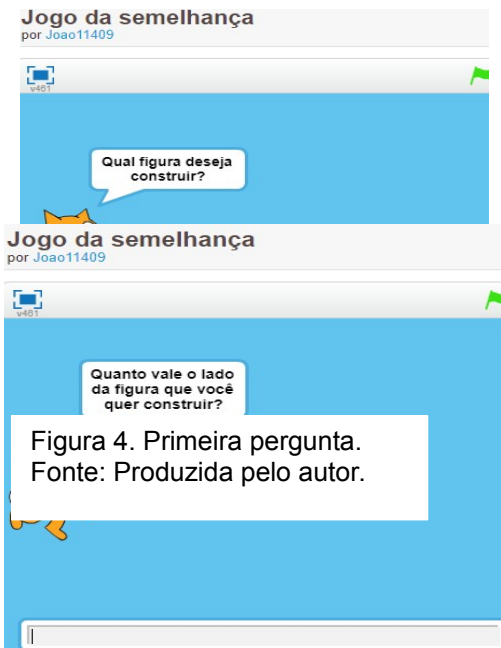 Jogo da semelhança
por Joao11409
v461
Qual figura deseja
construir?
Jogo da semelhança
por Joao11409
v461
Quanto vale o lado
da figura que você
quer construir?
Figura 4. Primeira pergunta.
Fonte: Produzida pelo autor.